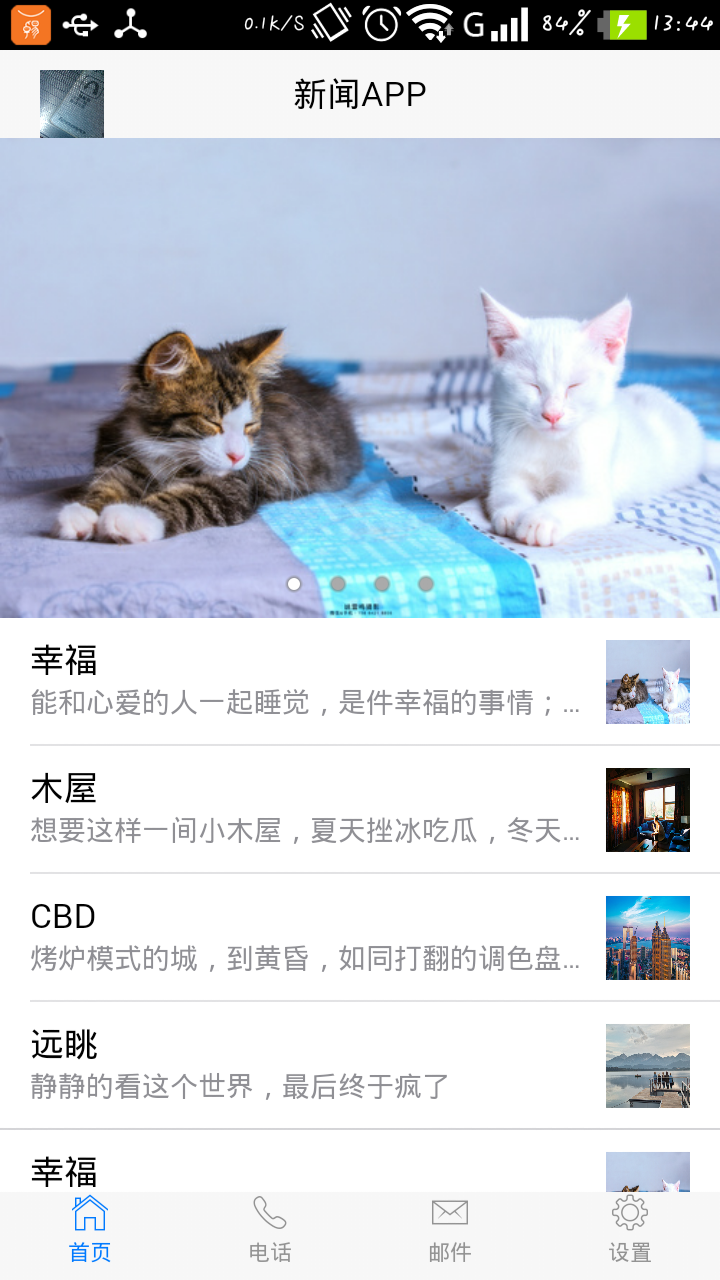 0.1K/S G 84% 13:44
新闻APP
幸福
能和心爱的人一起睡觉，是件幸福的事情；...
木屋
想要这样一间小木屋，夏天挫冰吃瓜，冬天...
CBD
烤炉模式的城，到黄昏，如同打翻的调色盘...
远眺
静静的看这个世界，最后终于疯了
幸福
首页 电话 邮件 设置